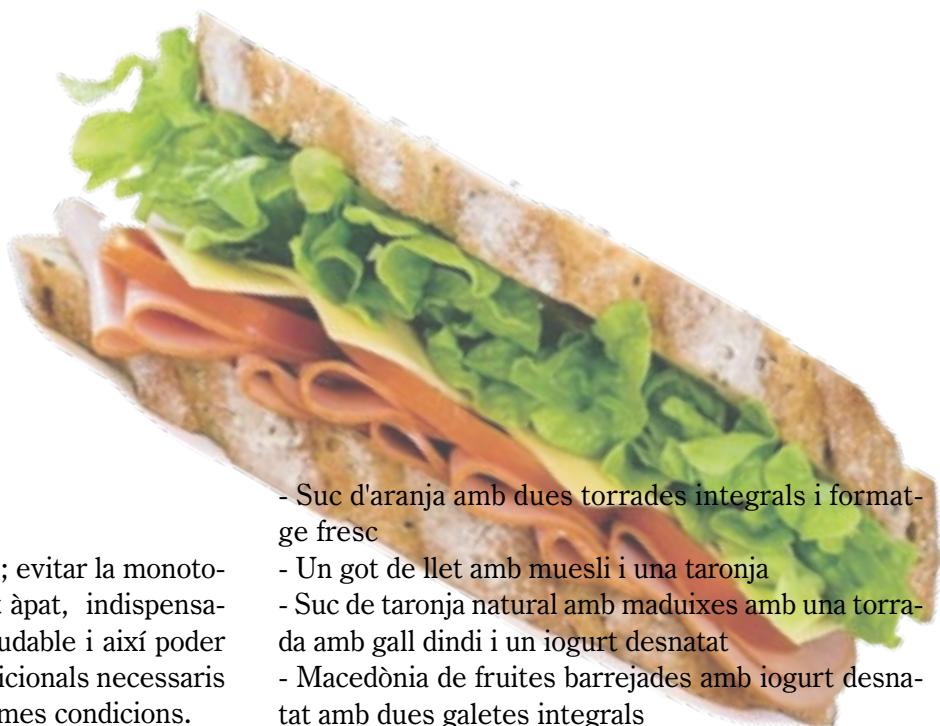 ; evitar la monoto-
àpat, indispensa-
udable i així poder
icionals necessaris
mes condicions.
- Suc d'aranja amb dues torrades integrals i format-
ge fresc
- Un got de llet amb muesli i una taronja
- Suc de taronja natural amb maduixes amb una torra-
da amb gall dindi i un iogurt desnatat
- Macedònia de fruites barrejades amb iogurt desna-
tat amb dues galetes integrals